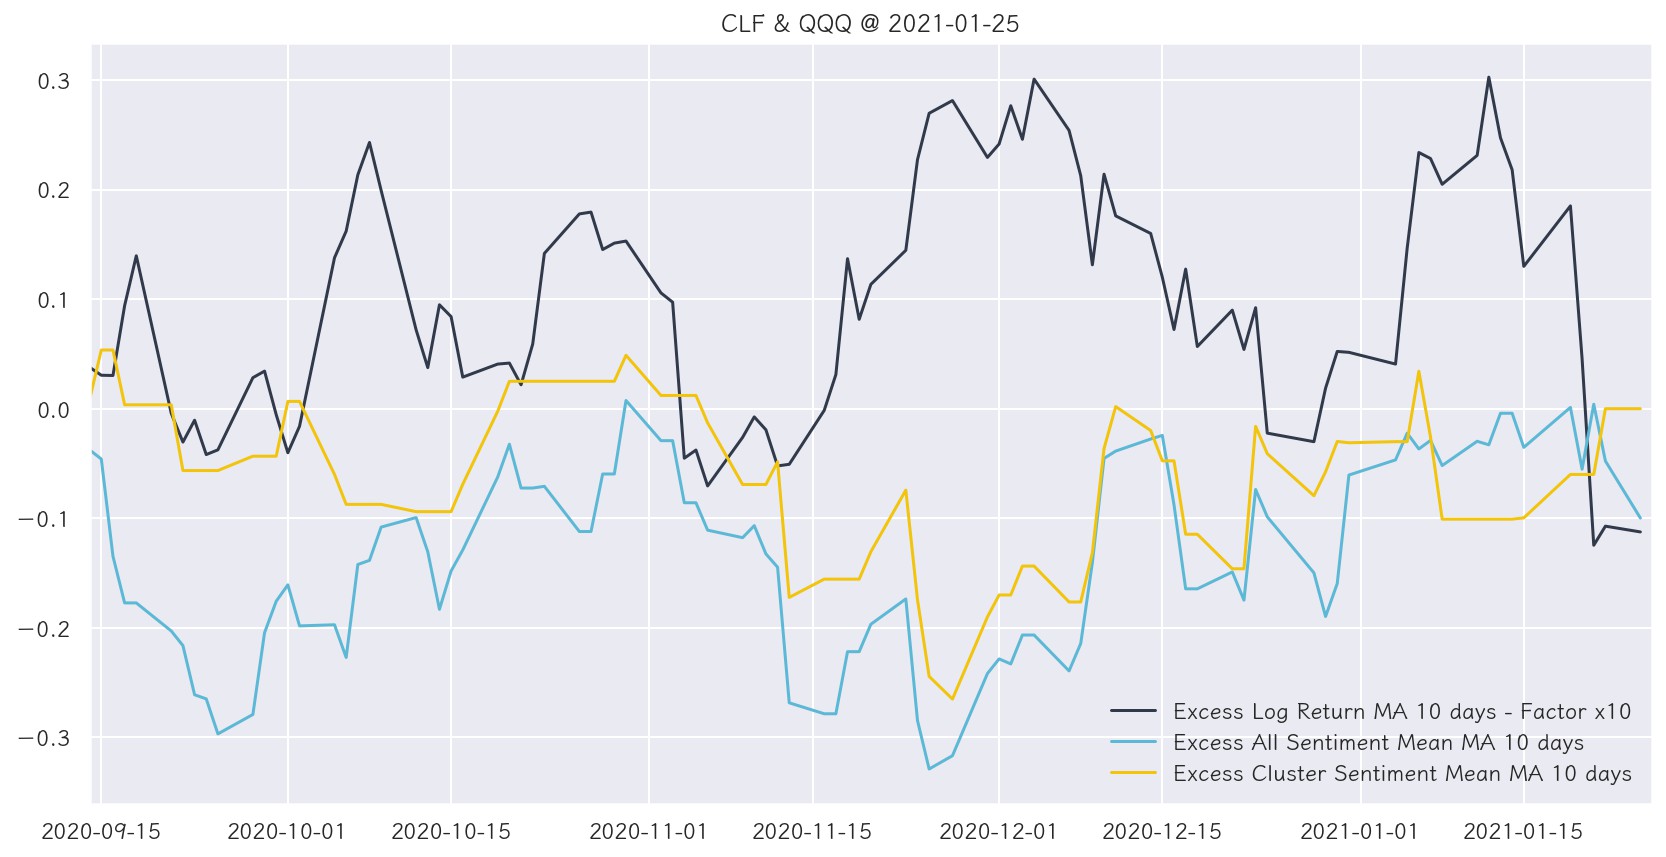 CLF & QQQ @ 2021-01-25
0.3
0.2
0.1
0.0
−0.1
−0.2
−0.3
Excess Log Return MA 10 days - Factor x10
Excess All Sentiment Mean MA 10 days
Excess Cluster Sentiment Mean MA 10 days
2020-09-15 2020-10-01 2020-10-15 2020-11-01 2020-11-15 2020-12-01 2020-12-15 2021-01-01 2021-01-15